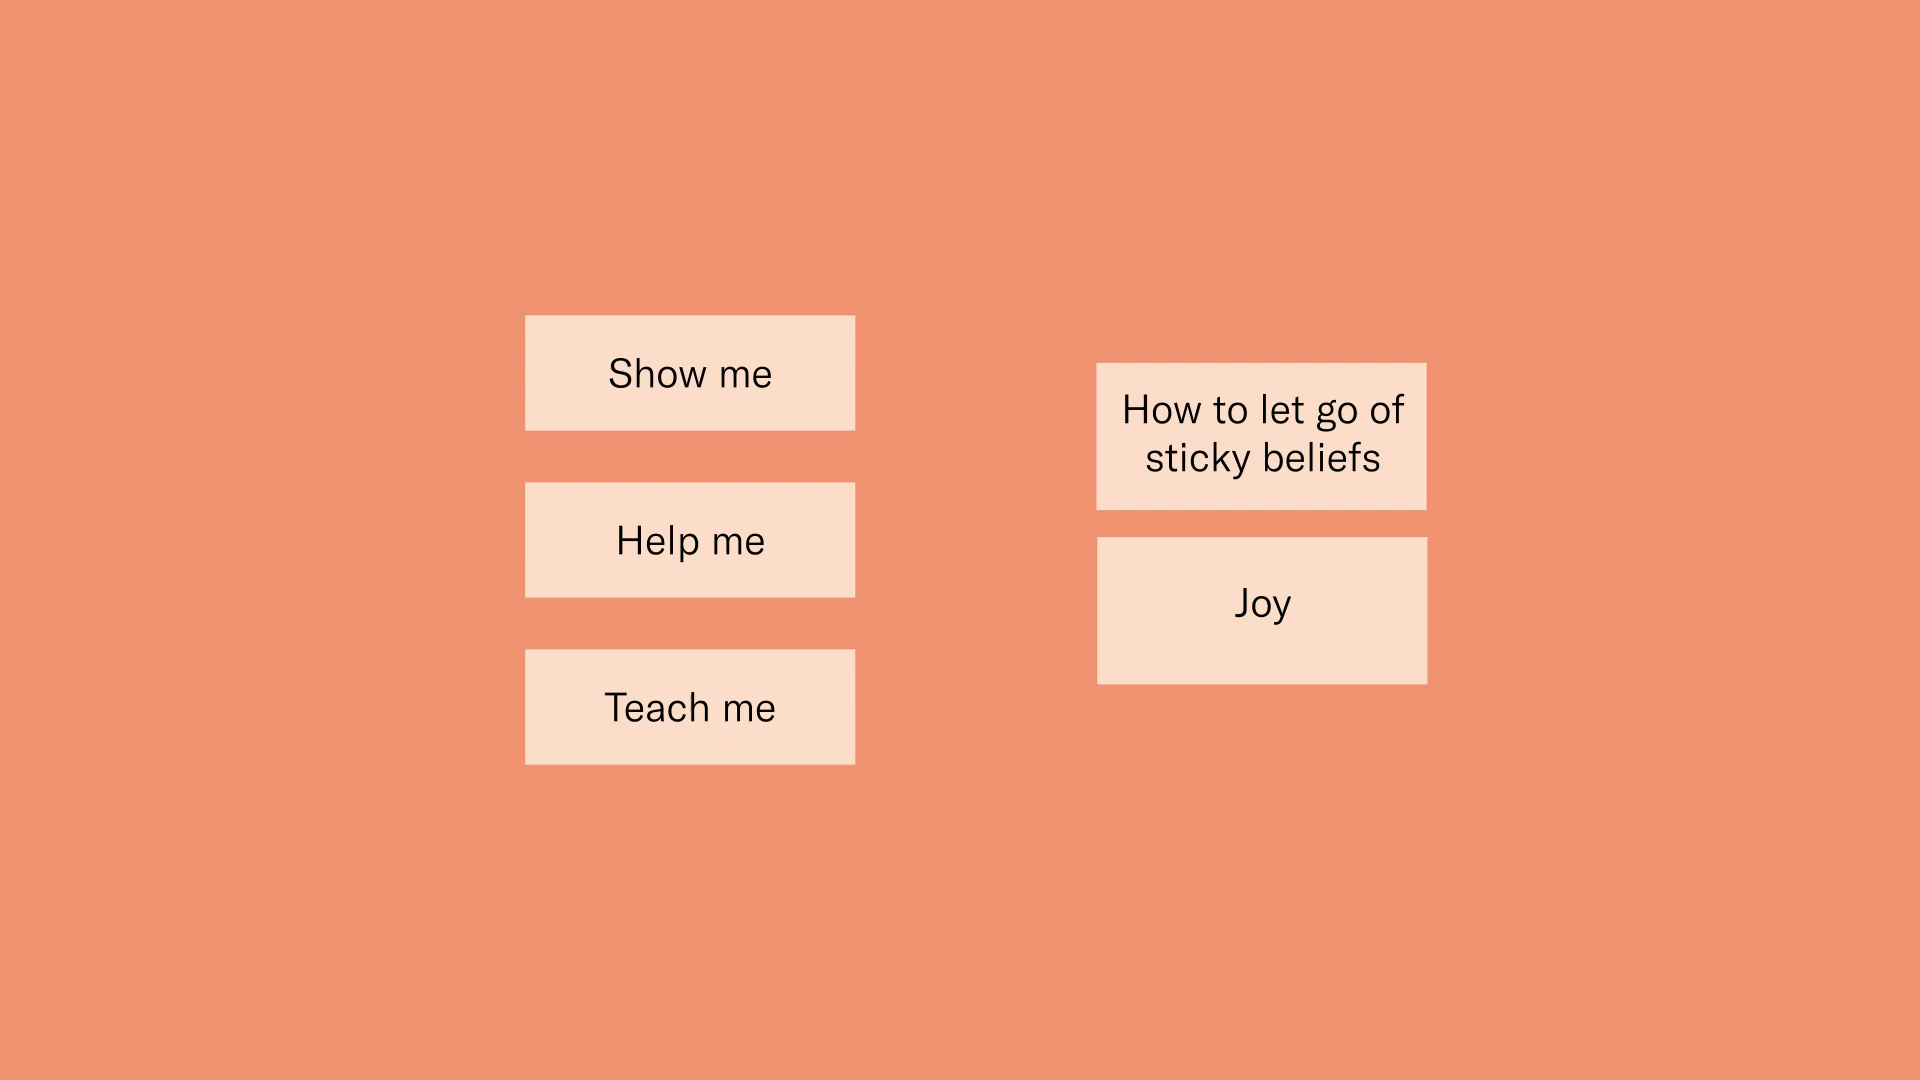 Show me
Help me
Teach me
How to let go of
sticky beliefs
Joy